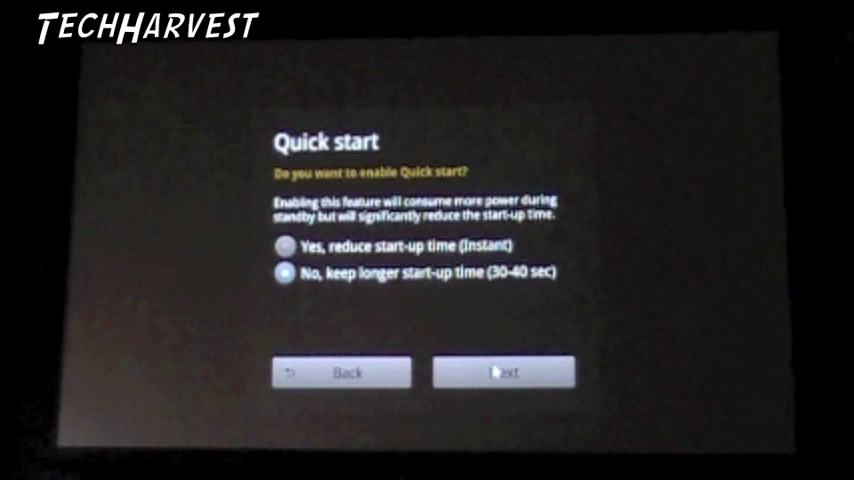 TECHHARVEST
Quick start
Do you want to enable Quick start?
Enabling this feature will consume more power during
standby but will significantly reduce the start-up time.
Yes, reduce start-up time (Instant)
No, keep longer start-up time (30-40 sec)
Back
Next